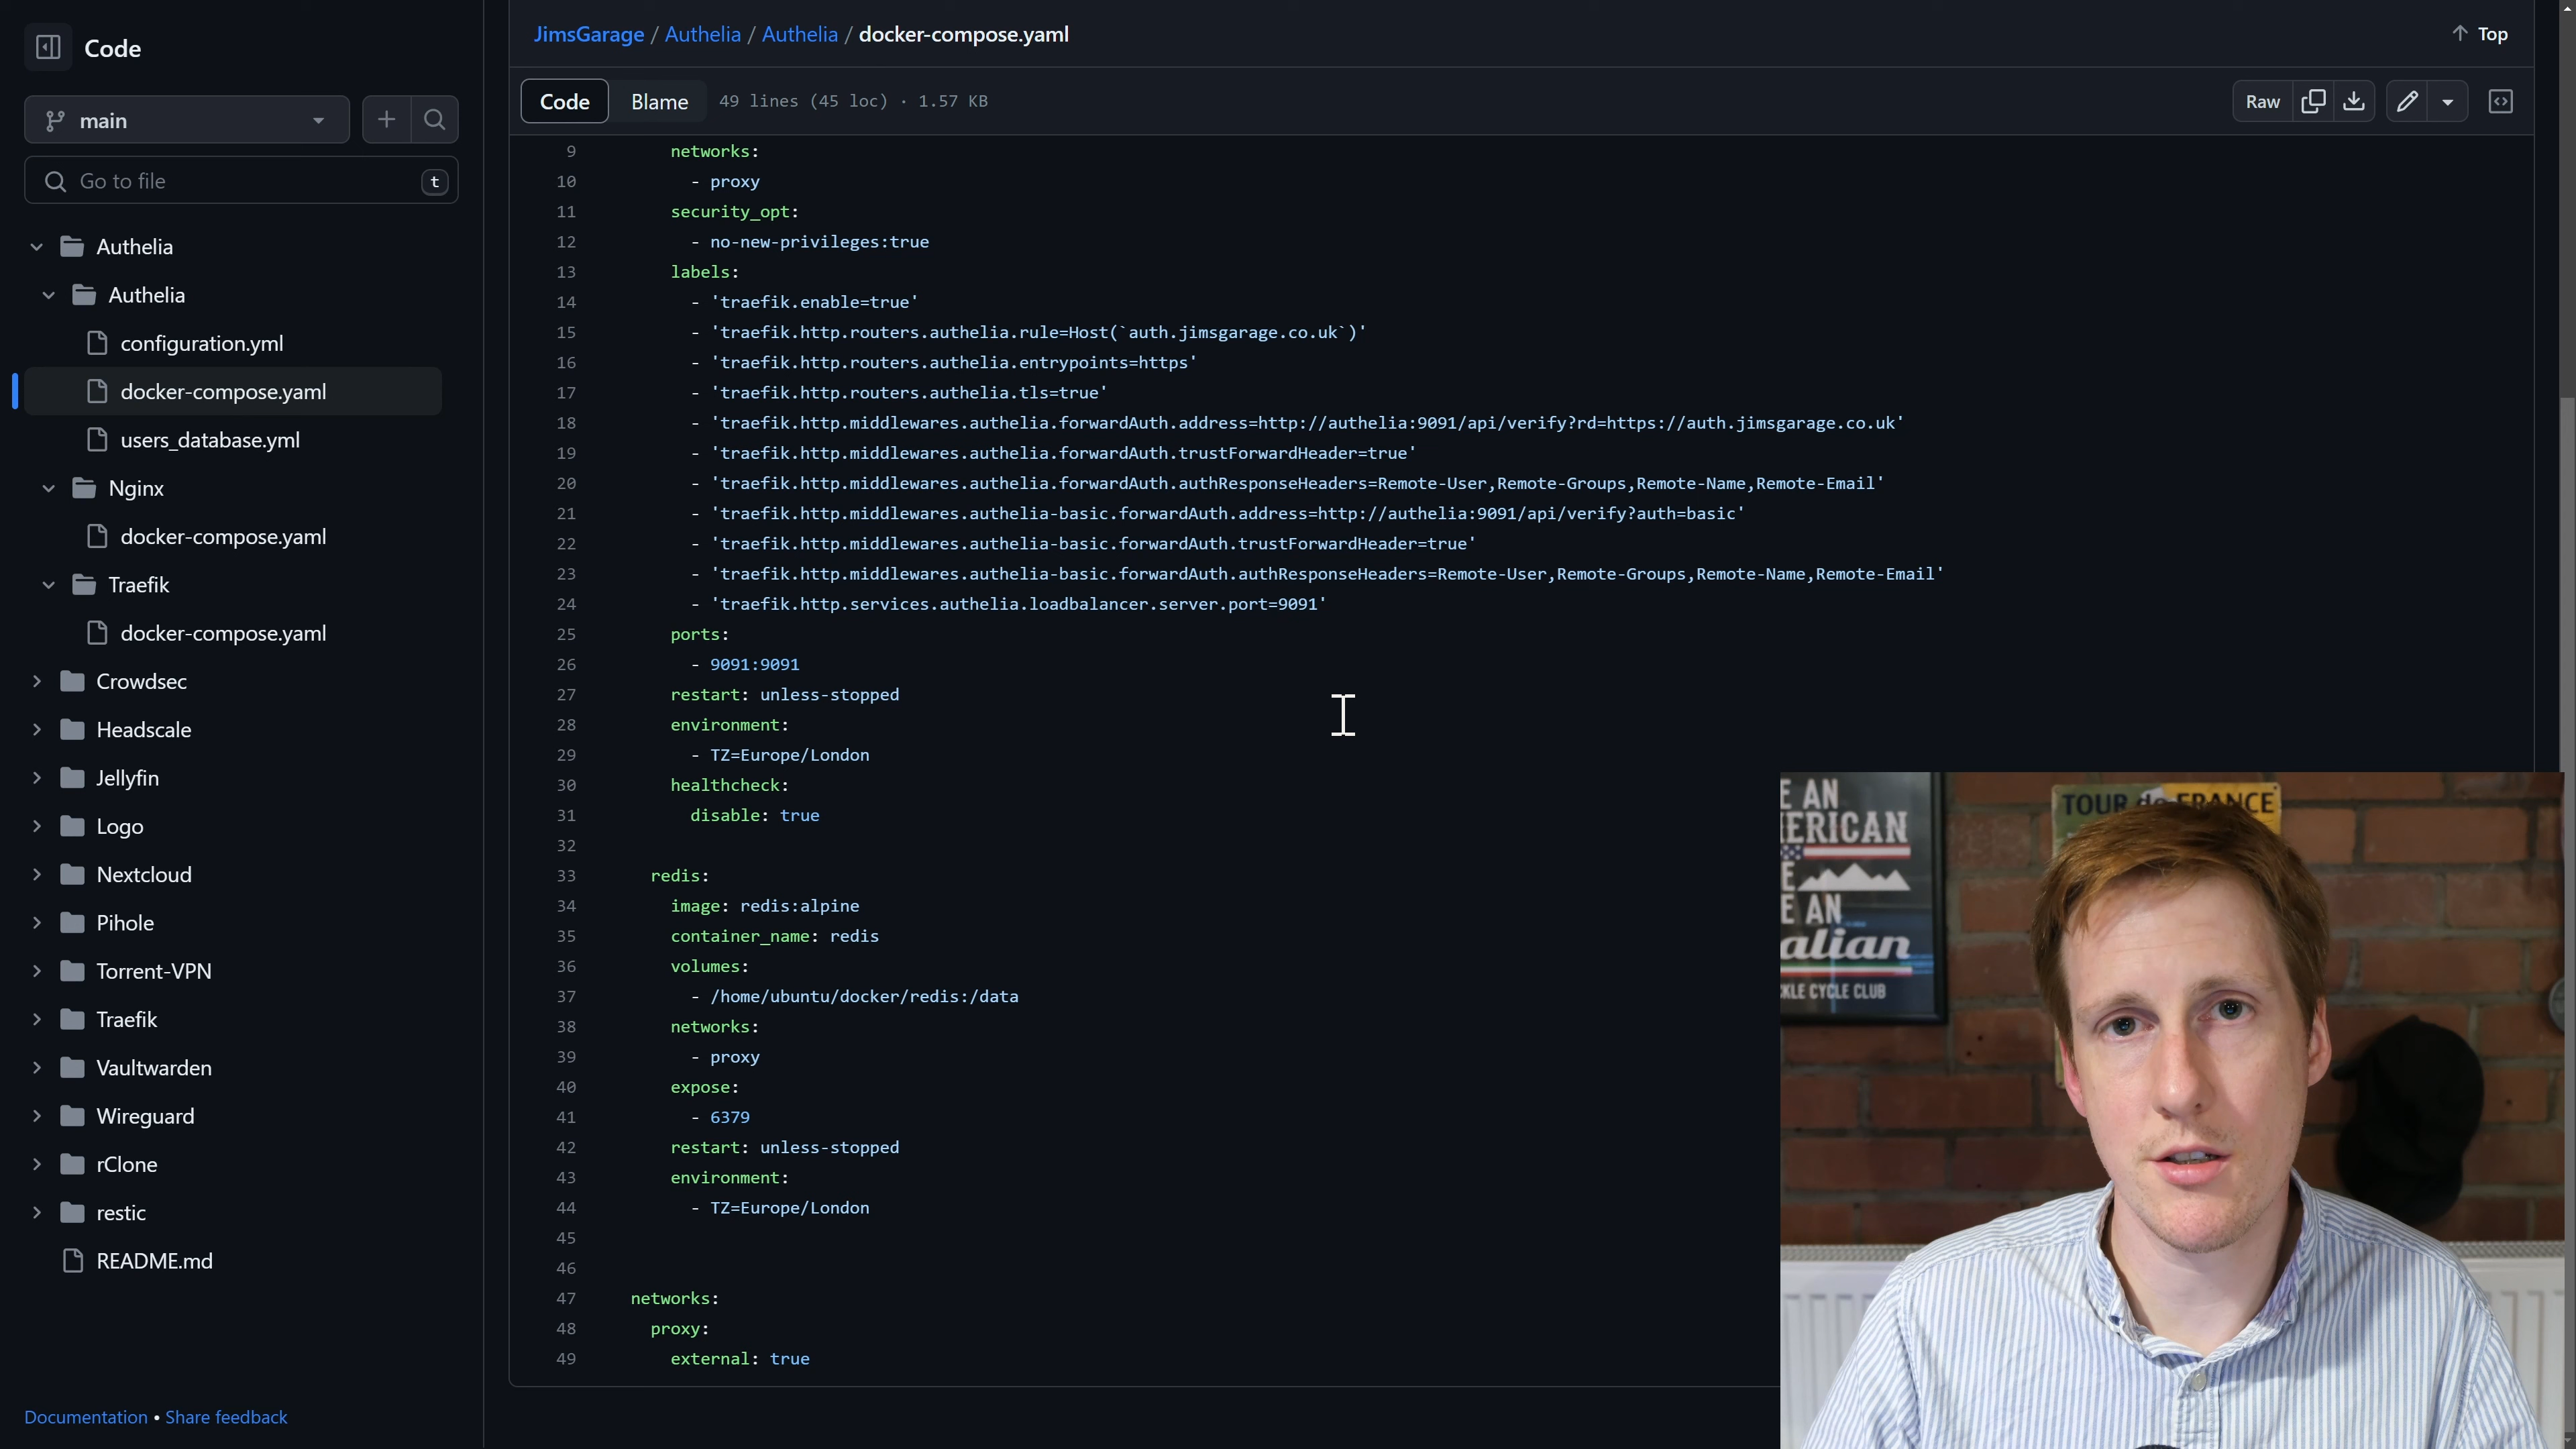 Code
main
Go to file
t
Authelia
Authelia
configuration.yml
docker-compose.yaml
users_database.yml
Nginx
docker-compose.yaml
Traefik
docker-compose.yaml
Crowdsec
Headscale
Jellyfin
Logo
Nextcloud
Pihole
Torrent-VPN
Traefik
Vaultwarden
Wireguard
rClone
restic
README.md
Documentation • Share feedback
JimsGarage / Authelia / Authelia / docker-compose.yaml
Top
Code Blame 49 lines (45 loc) · 1.57 KB
Raw
9 networks:
10 - proxy
11 security_opt:
12 - no-new-privileges:true
13 labels:
14 - 'traefik.enable=true'
15 - 'traefik.http.routers.authelia.rule=Host(`auth.jimsgarage.co.uk`)'
16 - 'traefik.http.routers.authelia.entrypoints=https'
17 - 'traefik.http.routers.authelia.tls=true'
18 - 'traefik.http.middlewares.authelia.forwardAuth.address=http://authelia:9091/api/verify?rd=https://auth.jimsgarage.co.uk'
19 - 'traefik.http.middlewares.authelia.forwardAuth.trustForwardHeader=true'
20 - 'traefik.http.middlewares.authelia.forwardAuth.authResponseHeaders=Remote-User,Remote-Groups,Remote-Name,Remote-Email'
21 - 'traefik.http.middlewares.authelia-basic.forwardAuth.address=http://authelia:9091/api/verify?auth=basic'
22 - 'traefik.http.middlewares.authelia-basic.forwardAuth.trustForwardHeader=true'
23 - 'traefik.http.middlewares.authelia-basic.forwardAuth.authResponseHeaders=Remote-User,Remote-Groups,Remote-Name,Remote-Email'
24 - 'traefik.http.services.authelia.loadbalancer.server.port=9091'
25 ports:
26 - 9091:9091
27 restart: unless-stopped
28 environment:
29 - TZ=Europe/London
30 healthcheck:
31 disable: true
32
33 redis:
34 image: redis:alpine
35 container_name: redis
36 volumes:
37 - /home/ubuntu/docker/redis:/data
38 networks:
39 - proxy
40 expose:
41 - 6379
42 restart: unless-stopped
43 environment:
44 - TZ=Europe/London
45
46
47 networks:
48 proxy:
49 external: true
E AN
ERICAN
E
E AN
alian
KLE CYCLE CLUB
TOUR de FRANCE